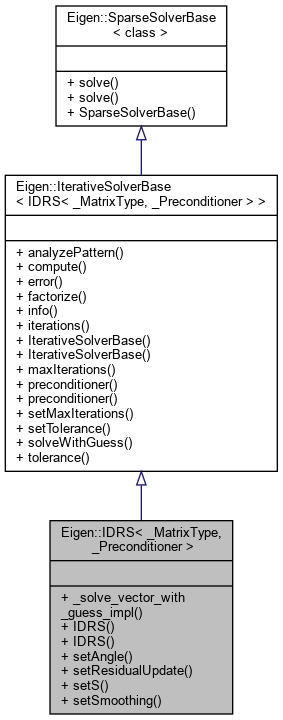 Eigen::SparseSolverBase
< class >
+ solve()
+ solve()
+ SparseSolverBase()
Eigen::IterativeSolverBase
< IDRS< _MatrixType, _Preconditioner > >
+ analyzePattern()
+ compute()
+ error()
+ factorize()
+ info()
+ iterations()
+ IterativeSolverBase()
+ IterativeSolverBase()
+ maxIterations()
+ preconditioner()
+ preconditioner()
+ setMaxIterations()
+ setTolerance()
+ solveWithGuess()
+ tolerance()
Eigen::IDRS< _MatrixType,
_Preconditioner >
+ _solve_vector_with
_guess_impl()
+ IDRS()
+ IDRS()
+ setAngle()
+ setResidualUpdate()
+ setS()
+ setSmoothing()